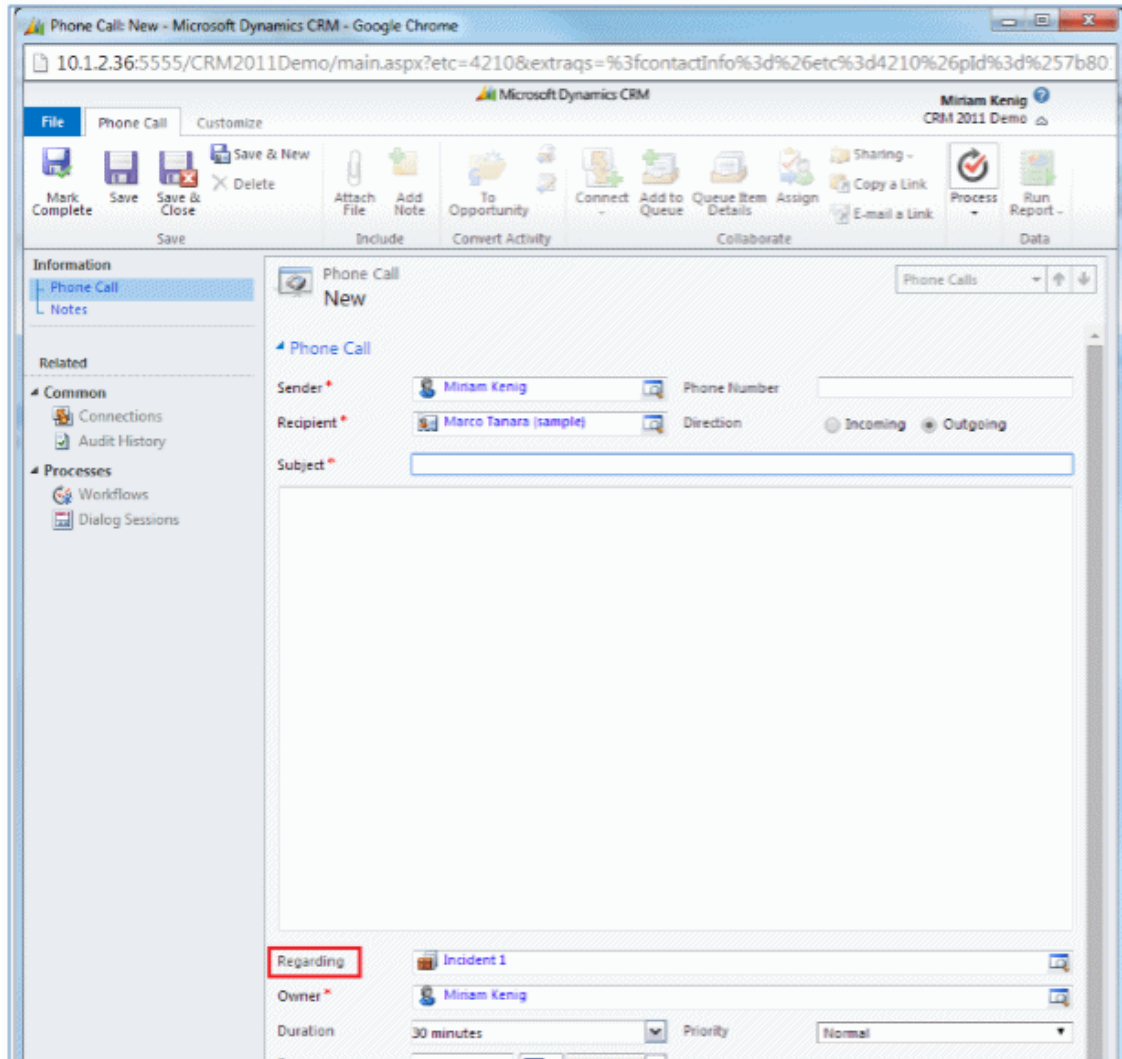 Phone Call: New - Microsoft Dynamics CRM - Google Chrome
10.1.2.36:5555/CRM2011Demo/main.aspx?etc=4210&extraqs=%3fcontactInfo%3d%26etc%3d4210%26pId%3d%257b80
Microsoft Dynamics CRM
Miriam Kenig
CRM 2011 Demo
File Phone Call Customize
Mark Complete
Save
Save & Close
Save & New
Delete
Save
Attach File
Add Note
Include
To Opportunity
Convert Activity
Connect
Add to Queue
Queue Item Details
Assign
Sharing
Copy a Link
E-mail a Link
Collaborate
Process
Run Report
Data
Information
Phone Call
Notes
Related
Common
Connections
Audit History
Processes
Workflows
Dialog Sessions
Phone Call
New
Phone Calls
Phone Call
Sender* Miriam Kenig Phone Number
Recipient* Marco Tanara (sample) Direction Incoming Outgoing
Subject*
Regarding Incident 1
Owner* Miriam Kenig
Duration 30 minutes Priority Normal